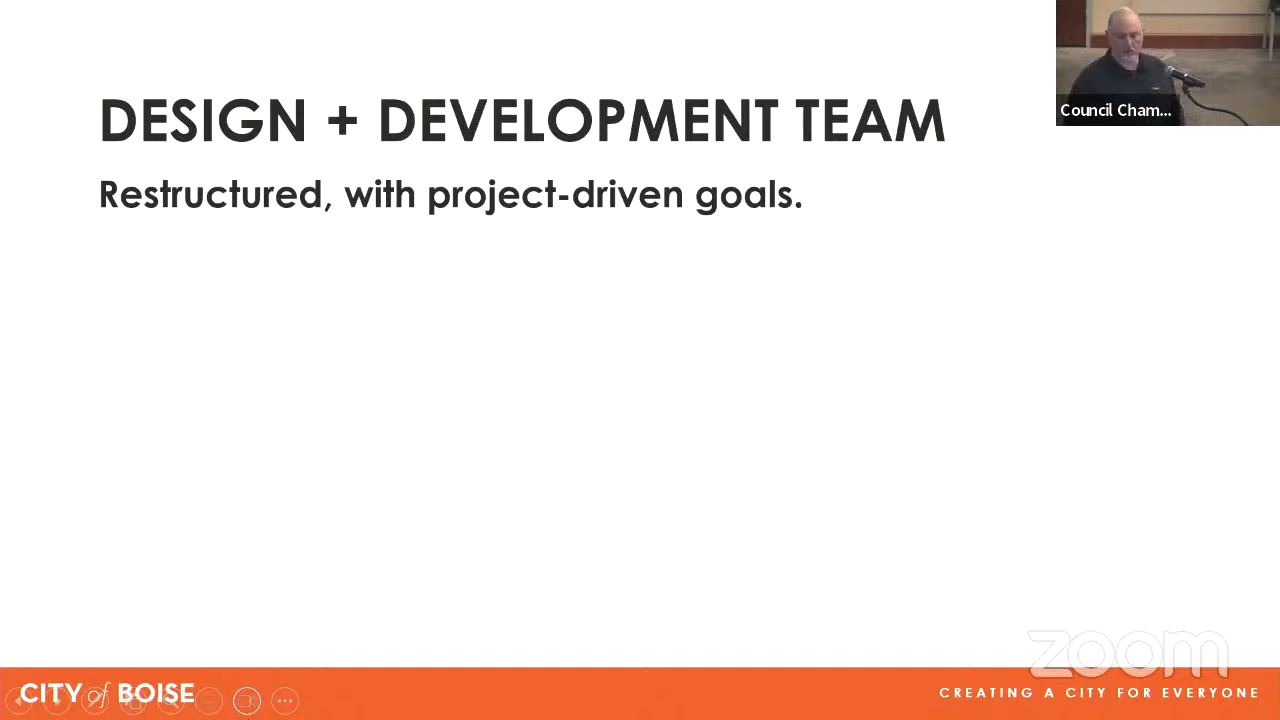 DESIGN + DEVELOPMENT TEAM
Restructured, with project-driven goals.
Council Cham...
zoom
CITY of BOISE
CREATING A CITY FOR EVERYONE